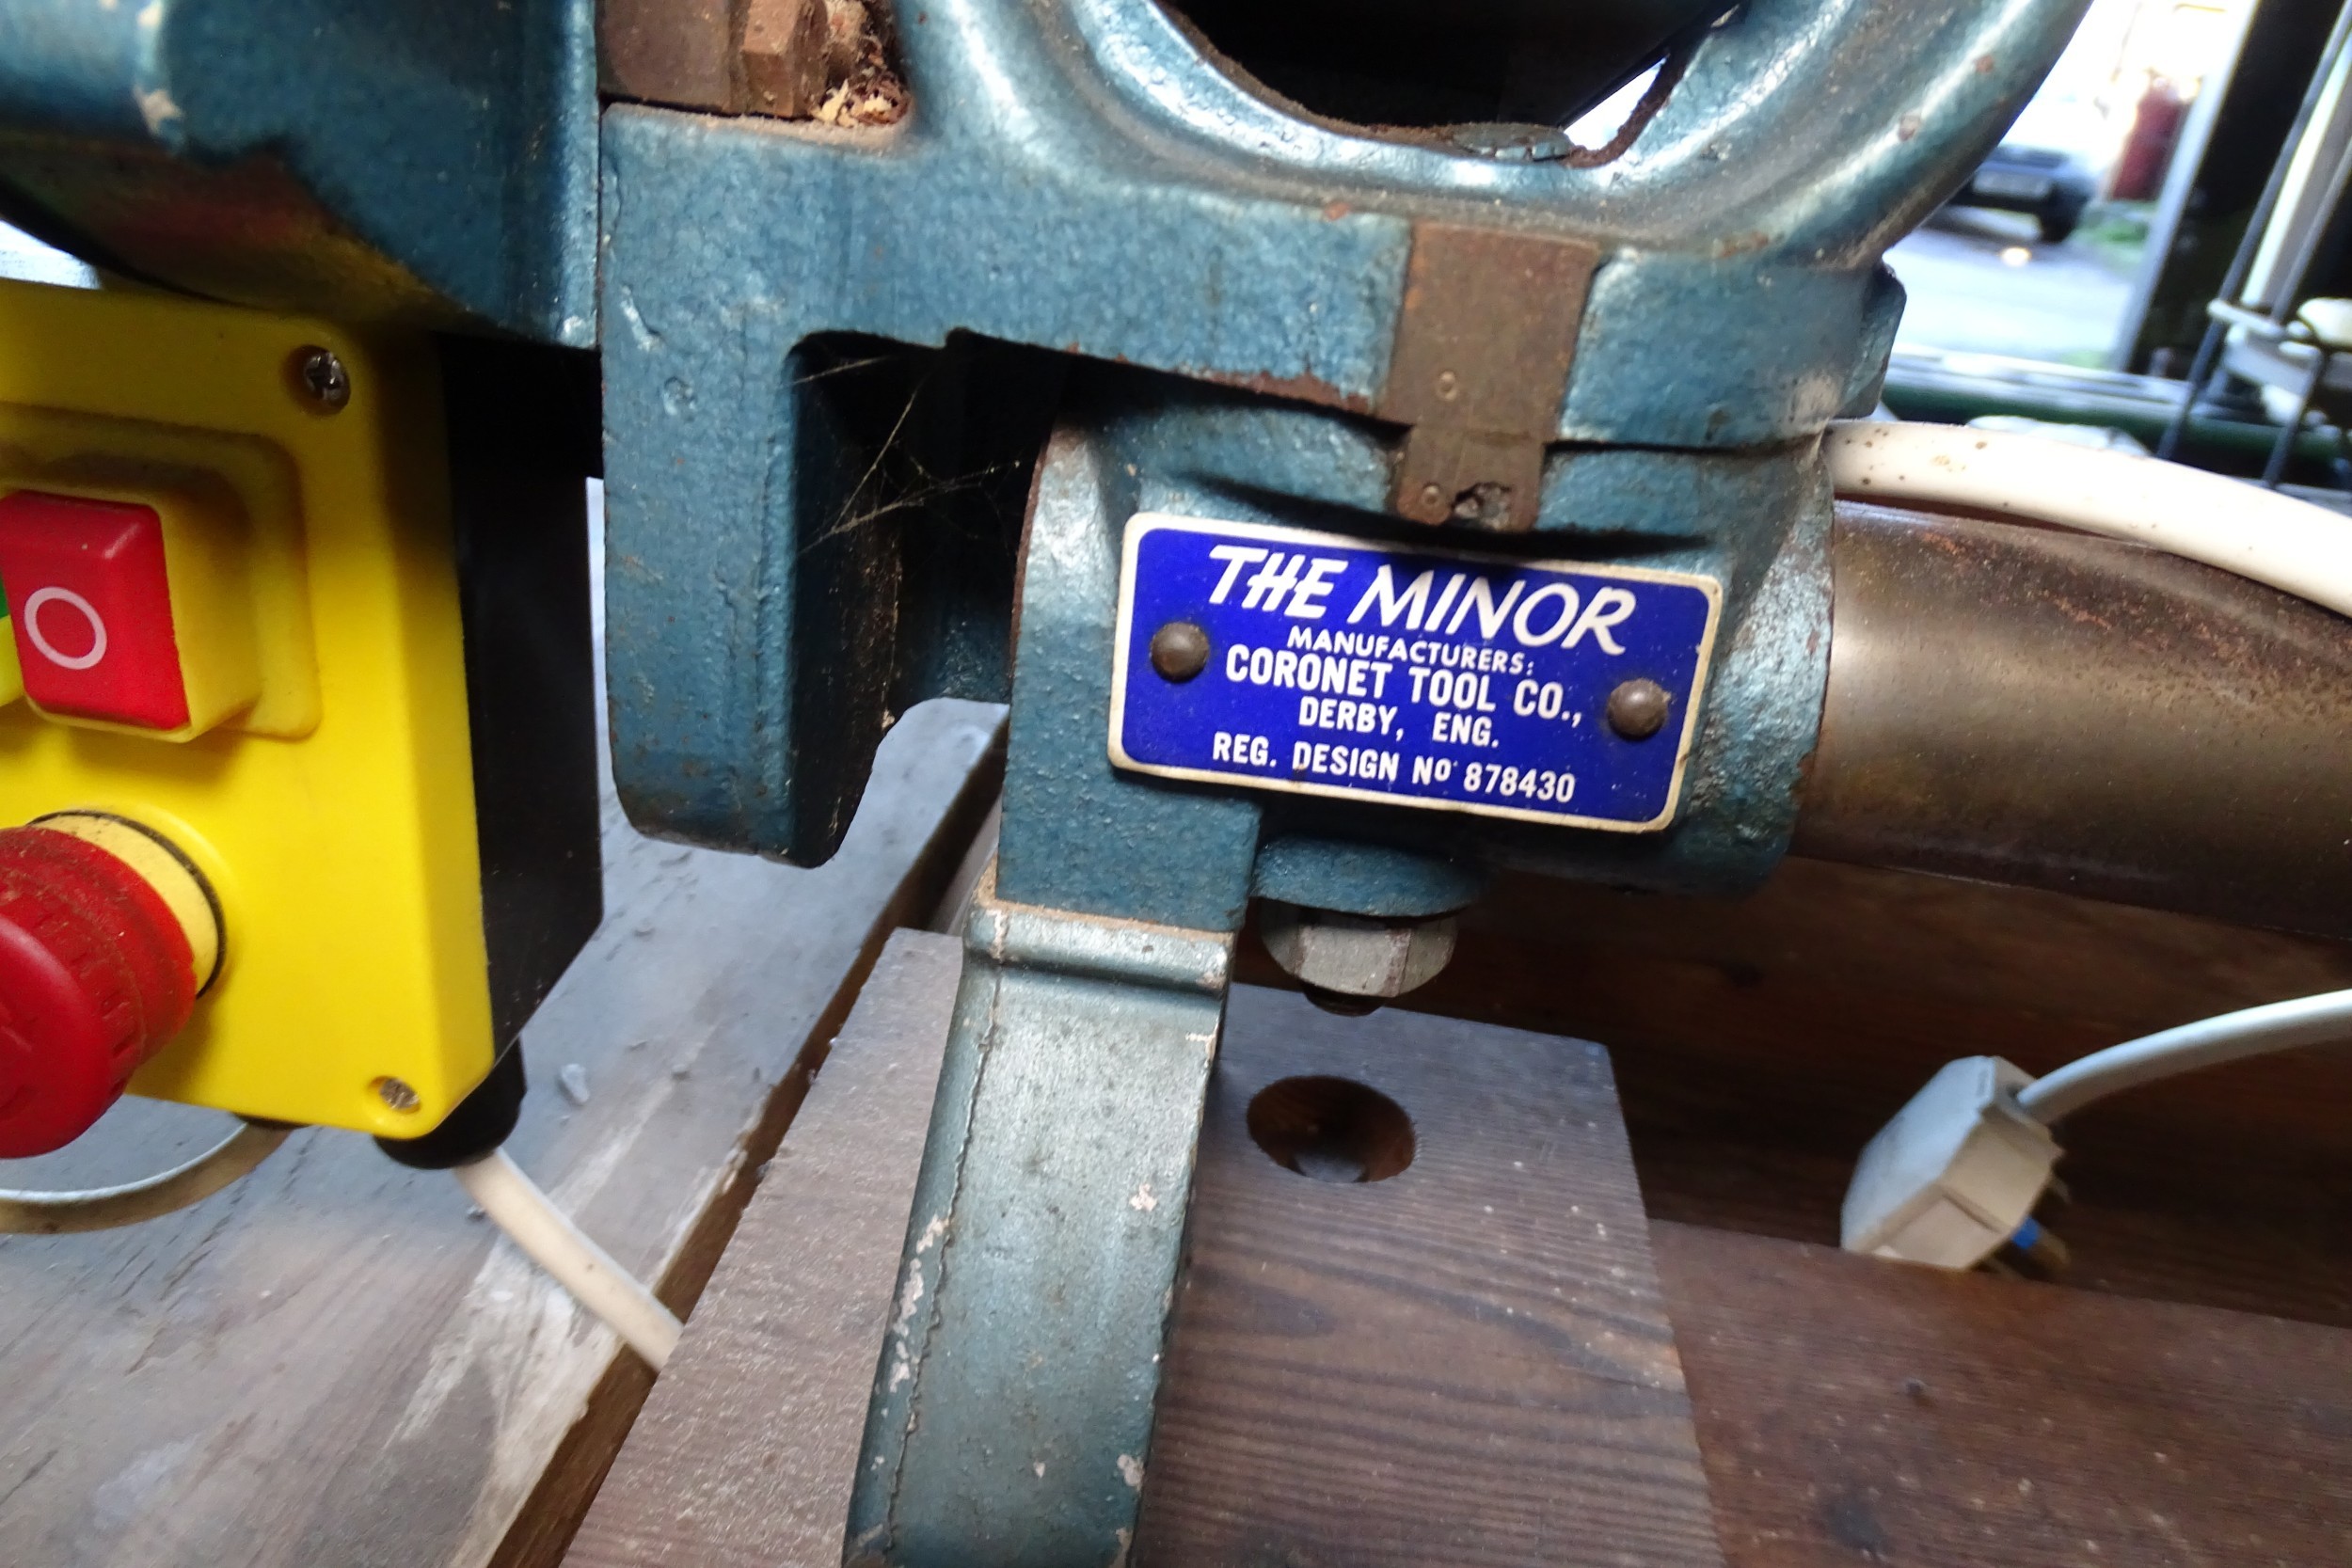 THE MINOR
MANUFACTURERS:
CORONET TOOL CO.,
DERBY, ENG.
REG. DESIGN Nº 878430